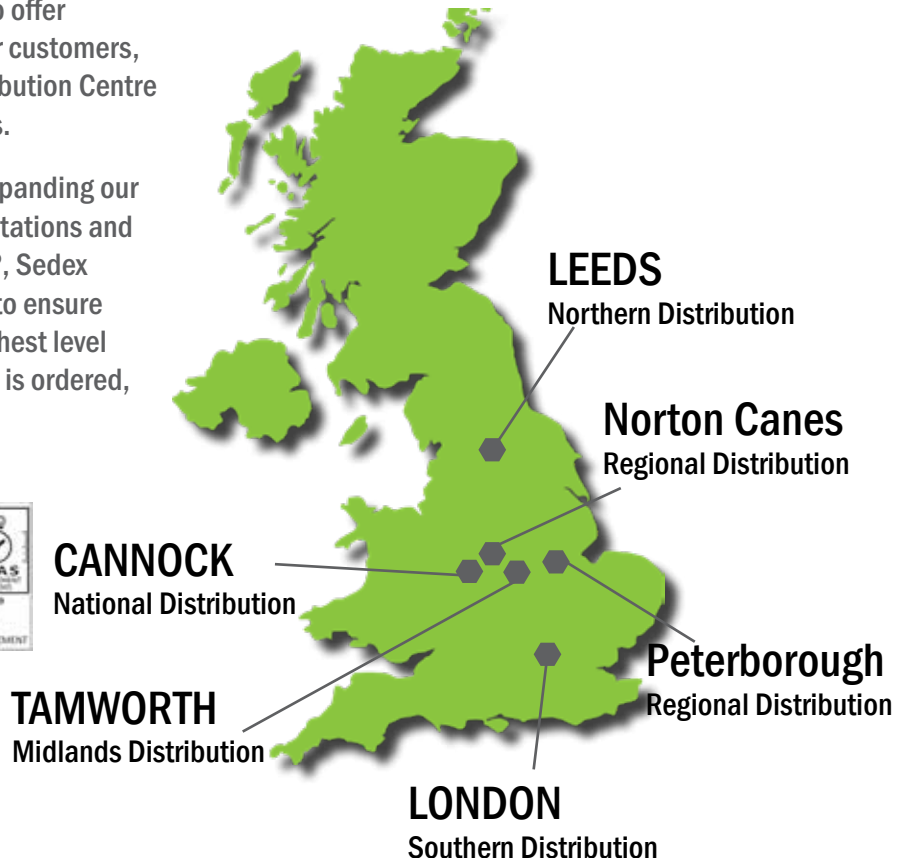 offer
customers,
bution Centre
s.
panding our
tations and
, Sedex
to ensure
hest level
is ordered,
LEEDS
Northern Distribution
Norton Canes
Regional Distribution
CANNOCK
National Distribution
Peterborough
Regional Distribution
TAMWORTH
Midlands Distribution
LONDON
Southern Distribution